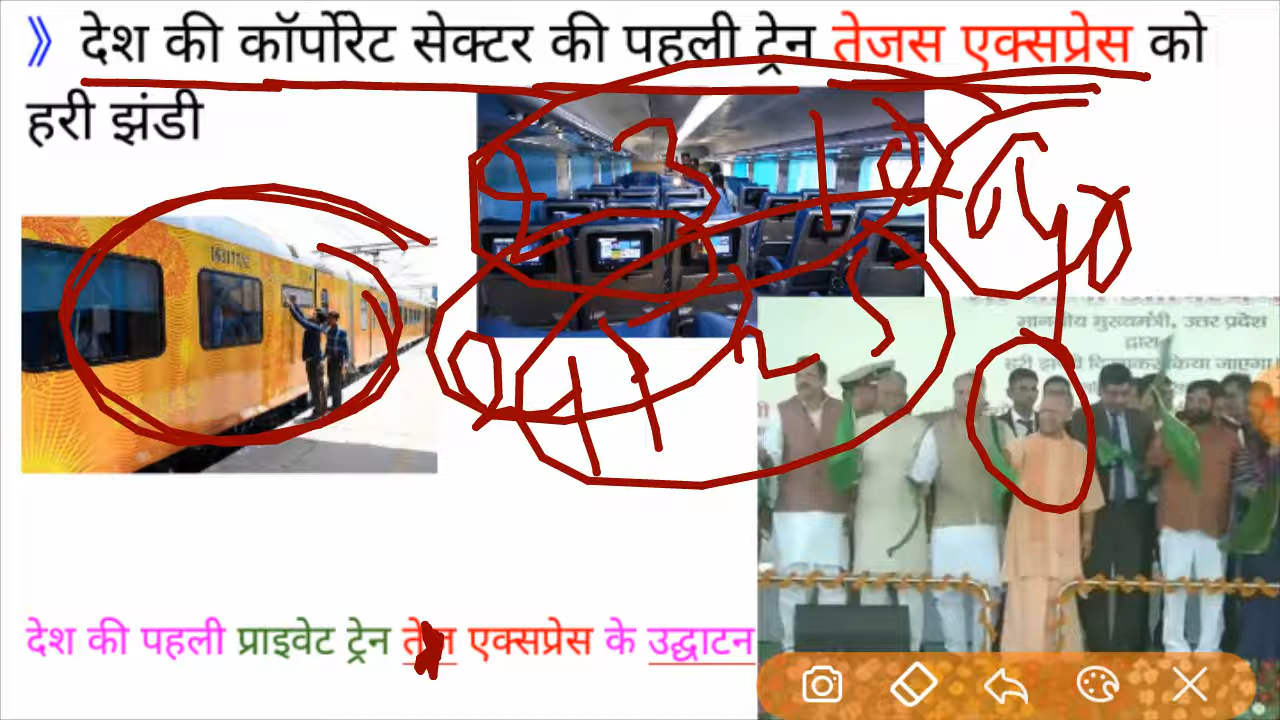 》 देश की कॉर्पोरेट सेक्टर की पहली ट्रेन तेजस एक्सप्रेस को
हरी झंडी
माननीय मुख्यमंत्री, उत्तर प्रदेश
द्वारा
हरी
किया जाएगा
देश की पहली प्राइवेट ट्रेन एक्सप्रेस के उद्घाटन